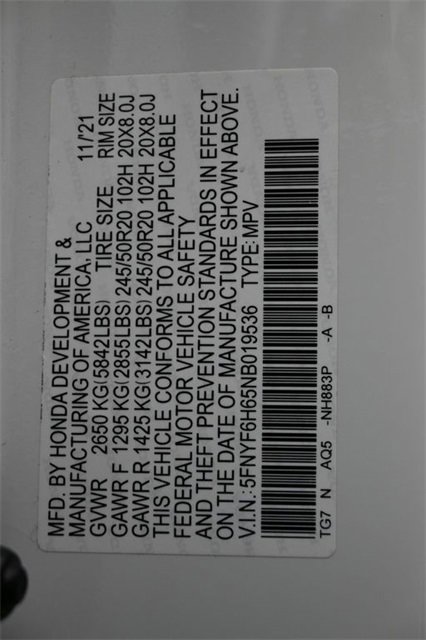 MFD. BY HONDA DEVELOPMENT &
MANUFACTURING OF AMERICA, LLC 11/21
GVWR 2650 KG(5842LBS) TIRE SIZE RIM SIZE
GAWR F 1295 KG(2855LBS) 245/50R20 102H 20X8.0J
GAWR R 1425 KG(3142LBS) 245/50R20 102H 20X8.0J
THIS VEHICLE CONFORMS TO ALL APPLICABLE
FEDERAL MOTOR VEHICLE SAFETY
AND THEFT PREVENTION STANDARDS IN EFFECT
ON THE DATE OF MANUFACTURE SHOWN ABOVE.
V.I.N.: 5FNYF6H65NB019536 TYPE: MPV
TG7 N AQ5 -NH883P -A -B